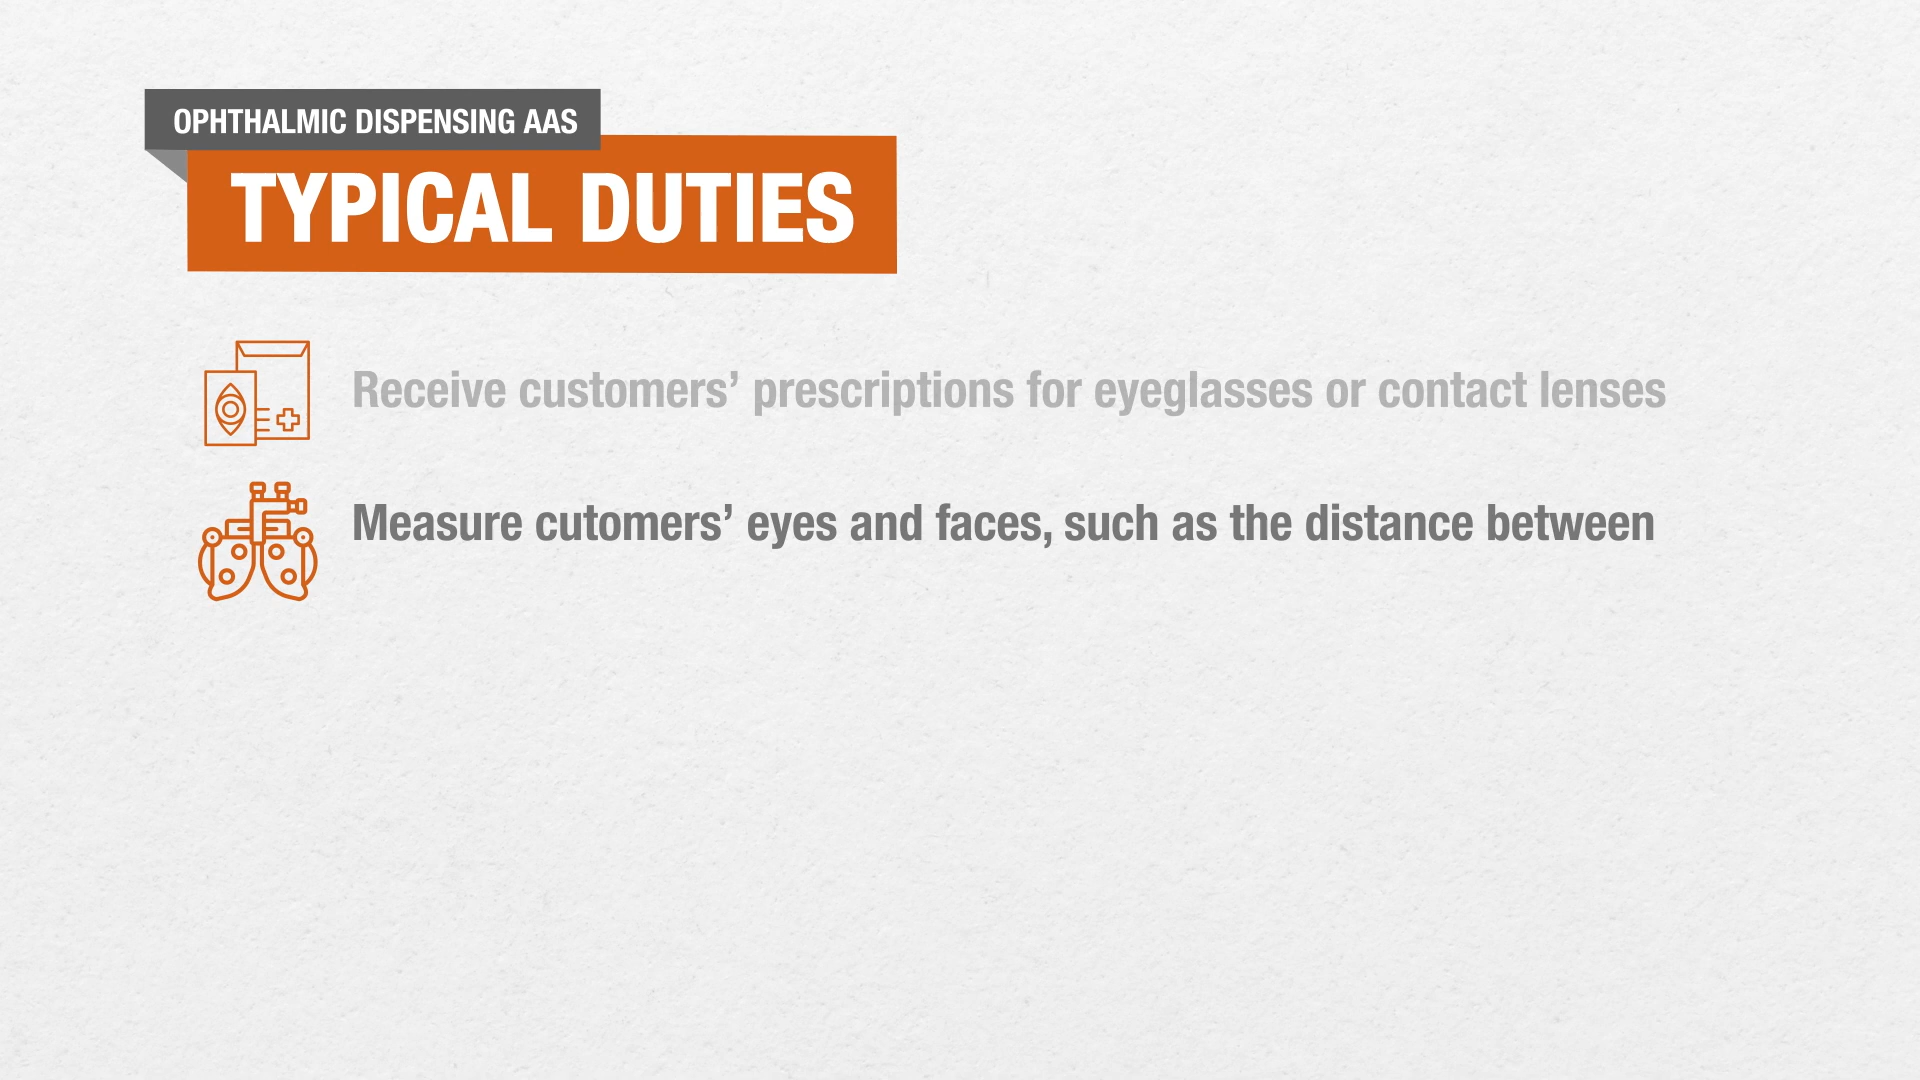 OPHTHALMIC DISPENSING AAS
TYPICAL DUTIES
Receive customers’ prescriptions for eyeglasses or contact lenses
Measure cutomers’ eyes and faces, such as the distance between